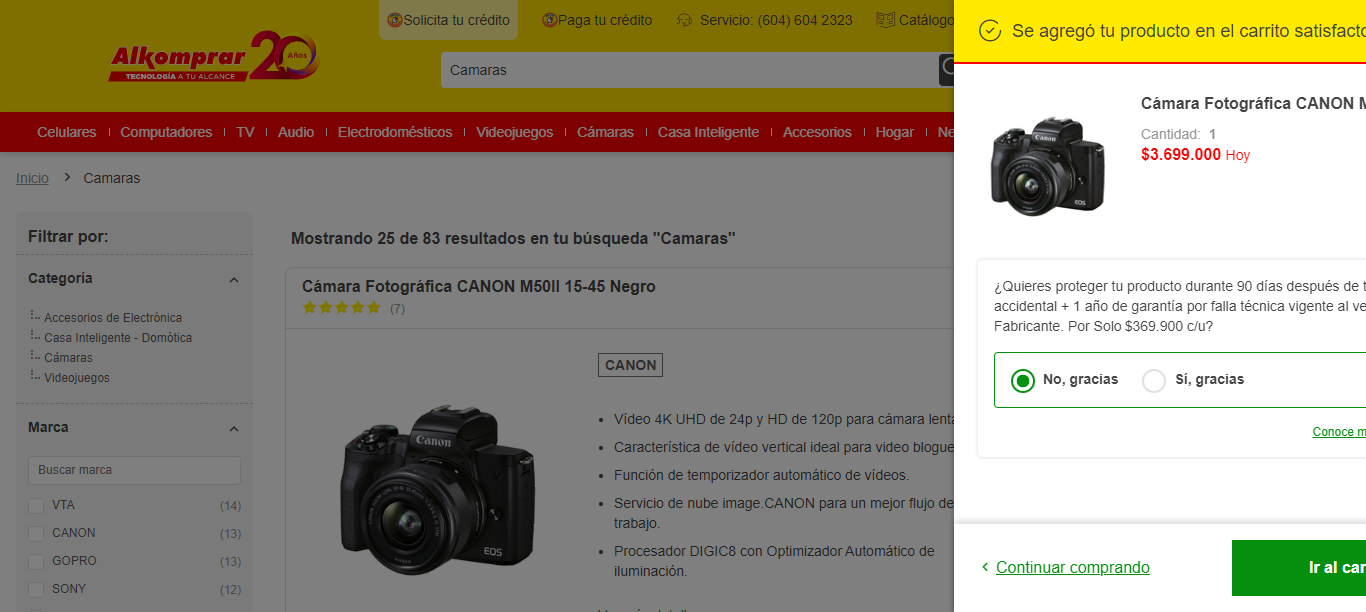 Solicita tu crédito
Paga tu crédito
Servicio: (604) 604 2323
Catálogo
Alkomprar 20 Años
TECNOLOGÍA A TU ALCANCE
Camaras
Celulares
Computadores
TV
Audio
Electrodomésticos
Videojuegos
Cámaras
Casa Inteligente
Accesorios
Hogar
Ne
Inicio > Camaras
Filtrar por:
Categoría
Accesorios de Electrónica
Casa Inteligente - Domótica
Cámaras
Videojuegos
Marca
Buscar marca
VTA (14)
CANON (13)
GOPRO (13)
SONY (12)
Mostrando 25 de 83 resultados en tu búsqueda "Camaras"
Cámara Fotográfica CANON M50II 15-45 Negro
(7)
CANON
Canon
EOS
• Vídeo 4K UHD de 24p y HD de 120p para cámara lenta
• Característica de vídeo vertical ideal para video blogue
• Función de temporizador automático de vídeos.
• Servicio de nube image.CANON para un mejor flujo de
trabajo.
• Procesador DIGIC8 con Optimizador Automático de
iluminación.
Se agregó tu producto en el carrito satisfacto
Canon
EOS
Cámara Fotográfica CANON M
Cantidad: 1
$3.699.000 Hoy
¿Quieres proteger tu producto durante 90 días después de t
accidental + 1 año de garantía por falla técnica vigente al ve
Fabricante. Por Solo $369.900 c/u?
No, gracias
Sí, gracias
Conoce m
Continuar comprando
Ir al car